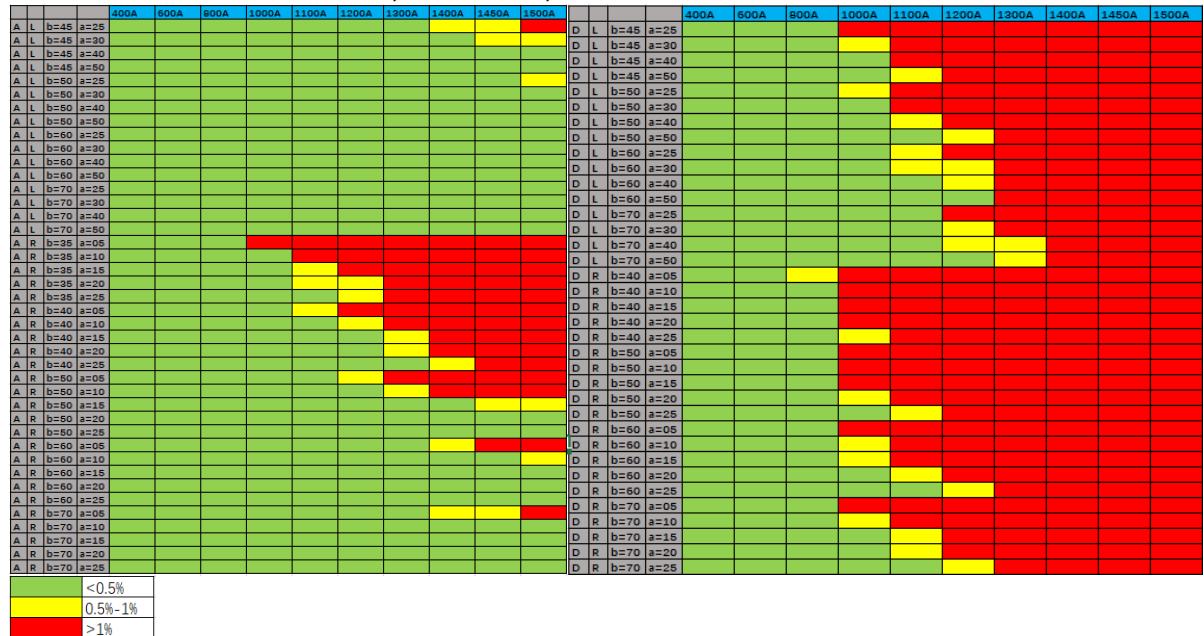 400A 600A 800A 1000A 1100A 1200A 1300A 1400A 1450A 1500A
A L b=45 a=25
A L b=45 a=30
A L b=45 a=40
A L b=45 a=50
A L b=50 a=25
A L b=50 a=30
A L b=50 a=40
A L b=50 a=50
A L b=60 a=25
A L b=60 a=30
A L b=60 a=40
A L b=60 a=50
A L b=70 a=25
A L b=70 a=30
A L b=70 a=40
A L b=70 a=50
A R b=35 a=05
A R b=35 a=10
A R b=35 a=15
A R b=35 a=20
A R b=35 a=25
A R b=40 a=05
A R b=40 a=10
A R b=40 a=15
A R b=40 a=20
A R b=40 a=25
A R b=50 a=05
A R b=50 a=10
A R b=50 a=15
A R b=50 a=20
A R b=50 a=25
A R b=60 a=05
A R b=60 a=10
A R b=60 a=15
A R b=60 a=20
A R b=60 a=25
A R b=70 a=05
A R b=70 a=10
A R b=70 a=15
A R b=70 a=20
A R b=70 a=25
400A 600A 800A 1000A 1100A 1200A 1300A 1400A 1450A 1500A
D L b=45 a=25
D L b=45 a=30
D L b=45 a=40
D L b=45 a=50
D L b=50 a=25
D L b=50 a=30
D L b=50 a=40
D L b=50 a=50
D L b=60 a=25
D L b=60 a=30
D L b=60 a=40
D L b=60 a=50
D L b=70 a=25
D L b=70 a=30
D L b=70 a=40
D L b=70 a=50
D R b=40 a=05
D R b=40 a=10
D R b=40 a=15
D R b=40 a=20
D R b=40 a=25
D R b=50 a=05
D R b=50 a=10
D R b=50 a=15
D R b=50 a=20
D R b=50 a=25
D R b=60 a=05
D R b=60 a=10
D R b=60 a=15
D R b=60 a=20
D R b=60 a=25
D R b=70 a=05
D R b=70 a=10
D R b=70 a=15
D R b=70 a=20
D R b=70 a=25
<0.5%
0.5%-1%
>1%